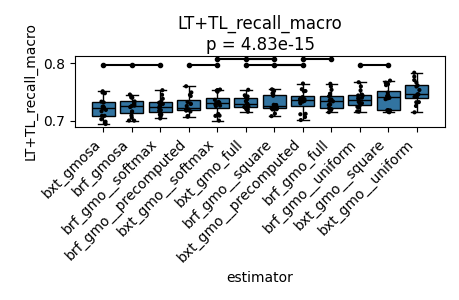 LT+TL_recall_macro
p = 4.83e-15
LT+TL_recall_macro
0.8
0.7
bxt_gmosa
brf_gmosa
brf_gmo__softmax
brf_gmo__precomputed
bxt_gmo__softmax
bxt_gmo_full
brf_gmo__square
bxt_gmo__precomputed
brf_gmo_full
brf_gmo__uniform
bxt_gmo__square
bxt_gmo__uniform
estimator